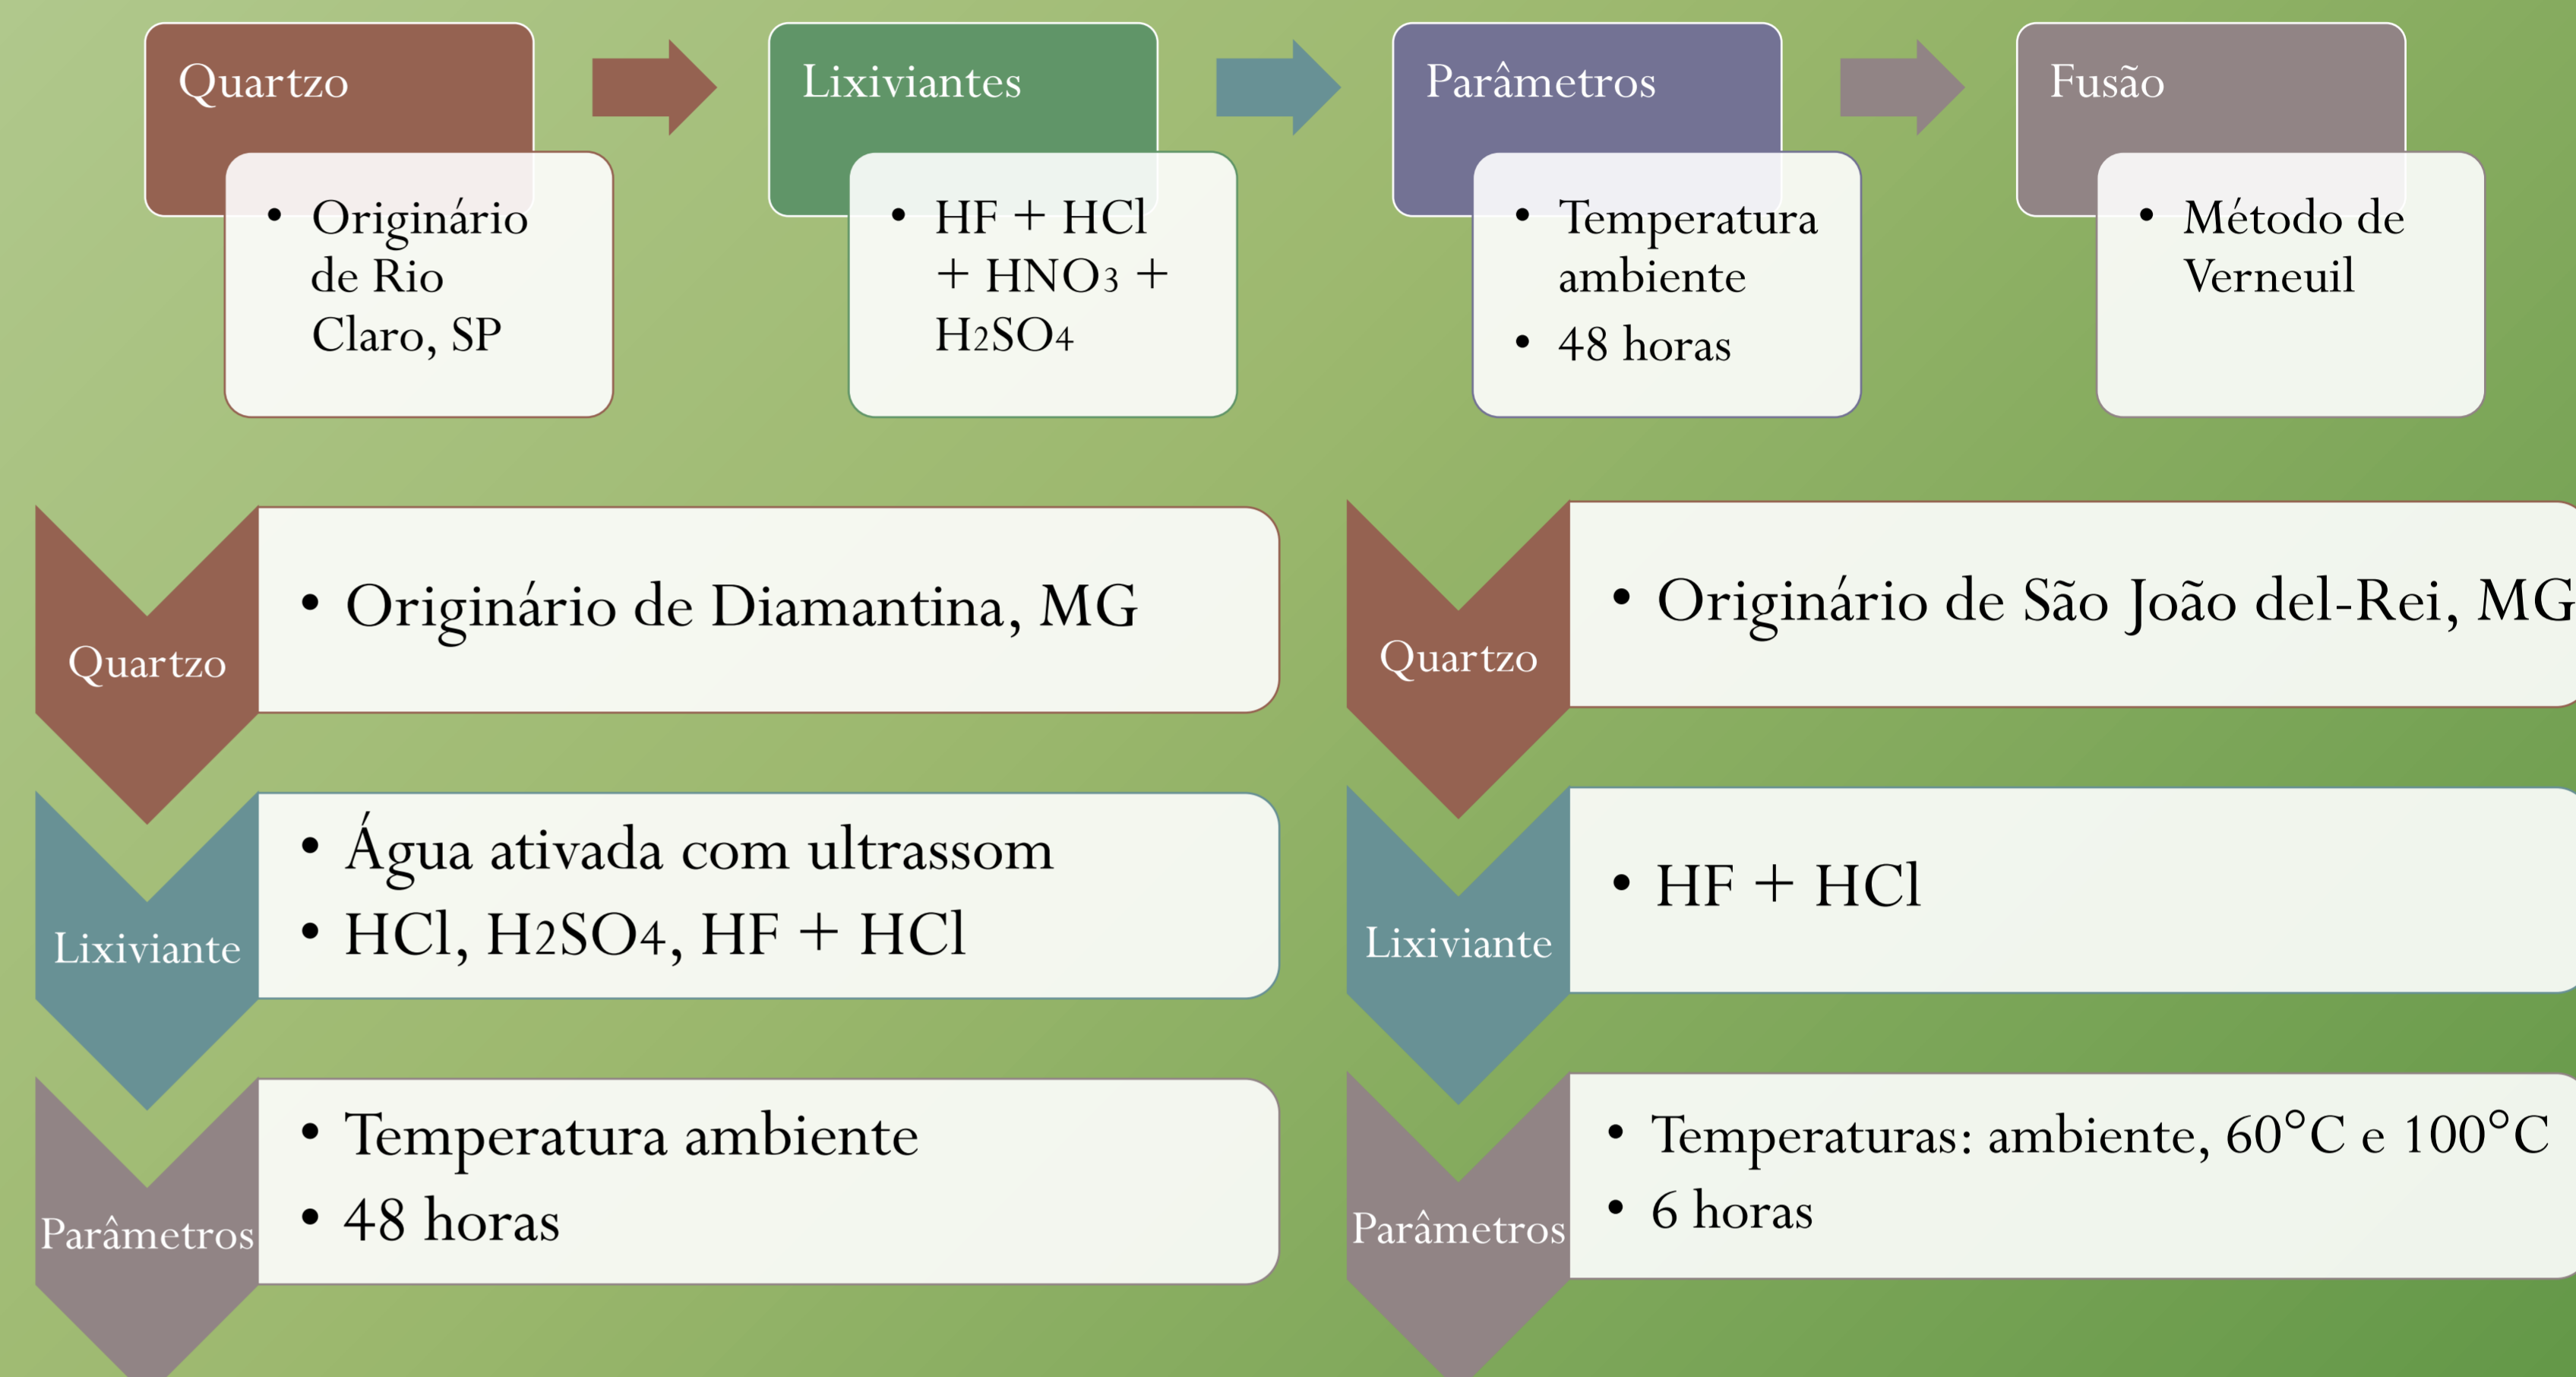 Quartzo
• Originário
de Rio
Claro, SP
Lixiviantes
• HF + HCl
+ HNO3 +
H2SO4
Parâmetros
• Temperatura
ambiente
• 48 horas
Fusão
• Método de
Verneuil
Quartzo
• Originário de Diamantina, MG
Lixiviante
• Água ativada com ultrassom
• HCl, H2SO4, HF + HCl
Parâmetros
• Temperatura ambiente
• 48 horas
Quartzo
• Originário de São João del-Rei, MG
Lixiviante
• HF + HCl
Parâmetros
• Temperaturas: ambiente, 60°C e 100°C
• 6 horas